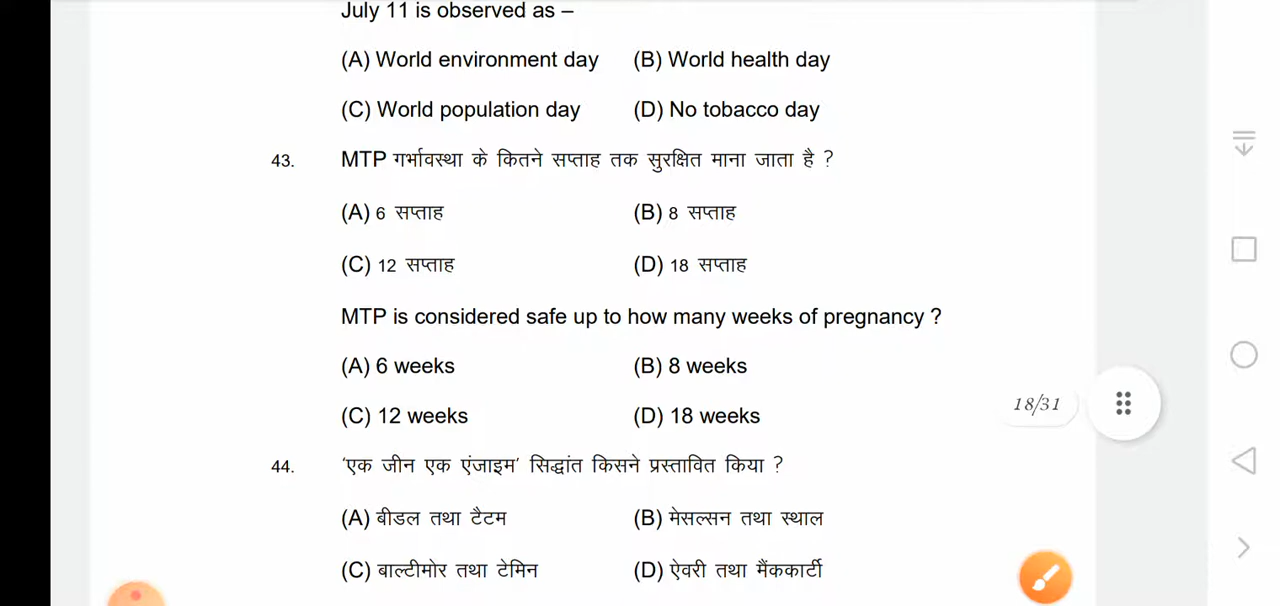 July 11 is observed as –
(A) World environment day (B) World health day
(C) World population day (D) No tobacco day
43. MTP गर्भावस्था के कितने सप्ताह तक सुरक्षित माना जाता है ?
(A) 6 सप्ताह (B) 8 सप्ताह
(C) 12 सप्ताह (D) 18 सप्ताह
MTP is considered safe up to how many weeks of pregnancy ?
(A) 6 weeks (B) 8 weeks
18/31
(C) 12 weeks (D) 18 weeks
44. 'एक जीन एक एंजाइम' सिद्धांत किसने प्रस्तावित किया ?
(A) बीडल तथा टैटम (B) मेसल्सन तथा स्थाल
(C) बाल्टीमोर तथा टेमिन (D) ऐवरी तथा मैंककार्टी